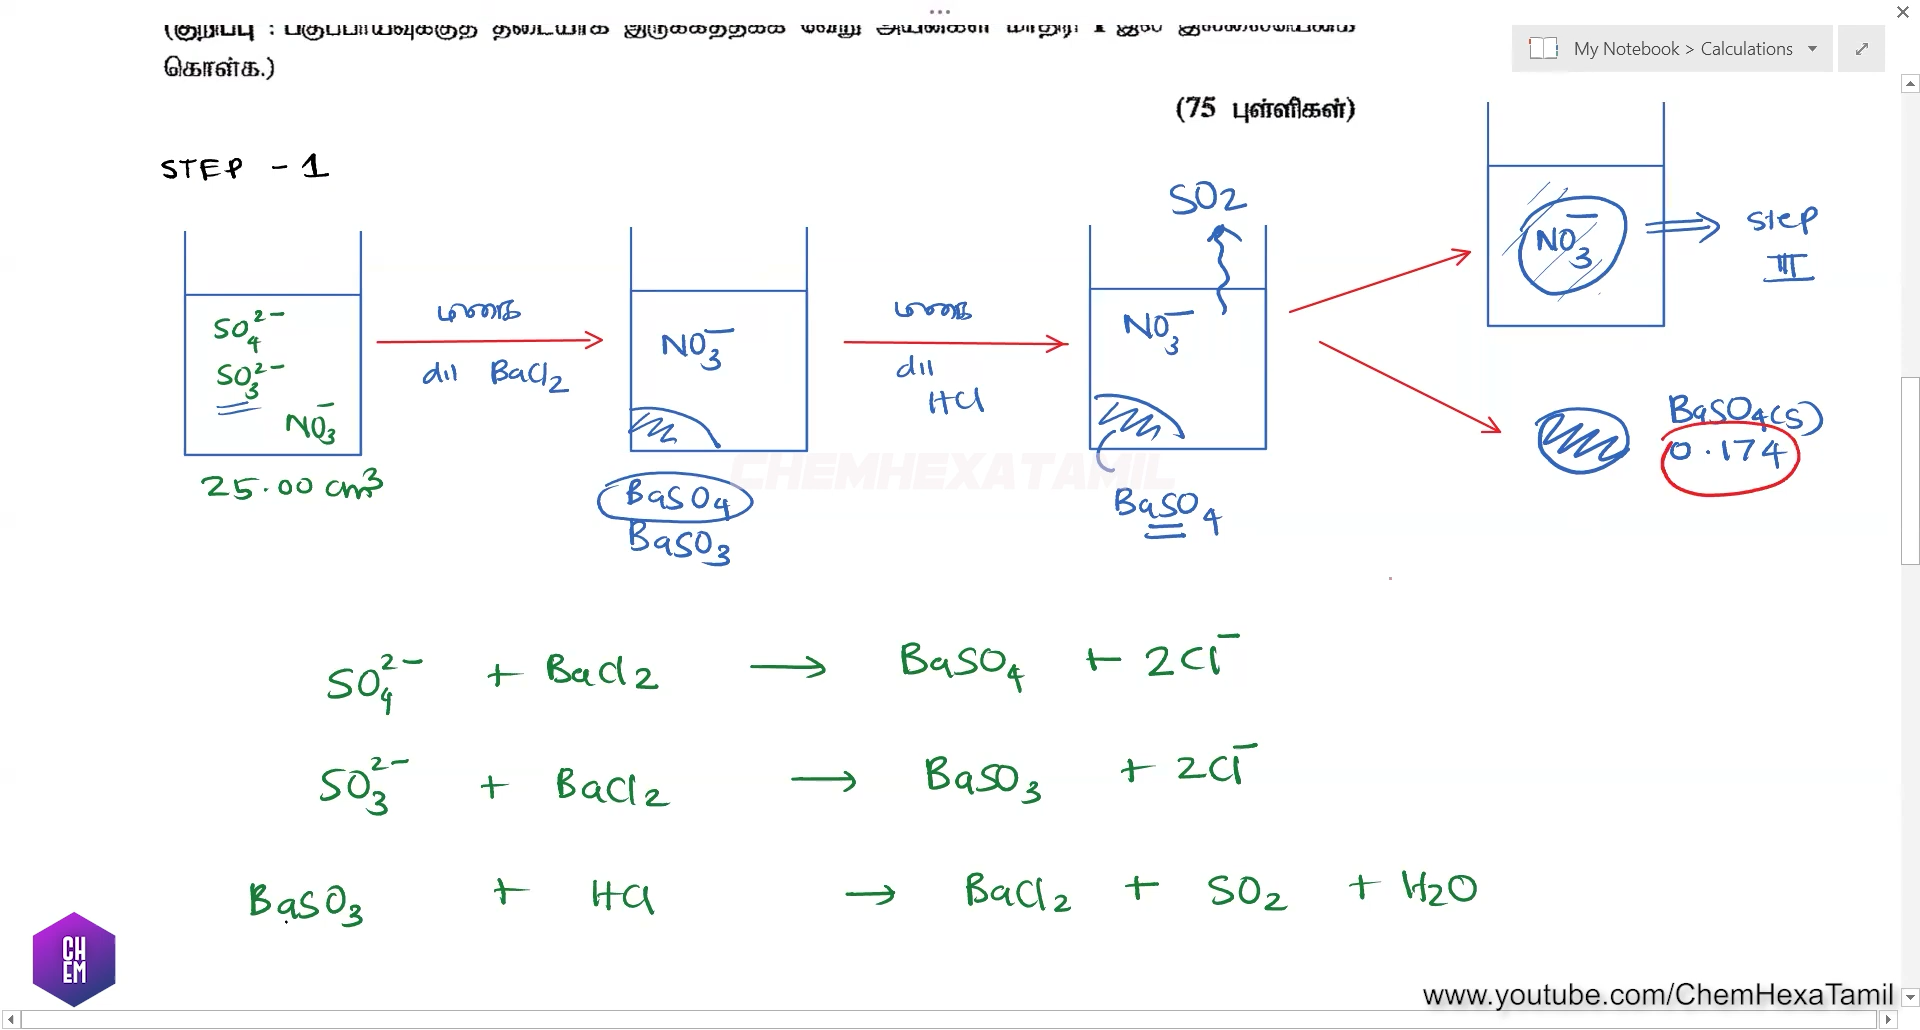 கொள்க.)
My Notebook > Calculations
(75 புள்ளிகள்)
STEP - 1
SO₄²⁻
SO₃²⁻
NO₃⁻
25.00 cm³
dil BaCl₂
NO₃⁻
BaSO₄
BaSO₃
dil
HCl
SO₂
NO₃⁻
BaSO₄
NO₃⁻
step
III
BaSO₄(s)
0.174
CHEMHEXATAMIL
SO₄²⁻ + BaCl₂ → BaSO₄ + 2Cl⁻
SO₃²⁻ + BaCl₂ → BaSO₃ + 2Cl⁻
BaSO₃ + HCl → BaCl₂ + SO₂ + H₂O
CH
EM
www.youtube.com/ChemHexaTamil